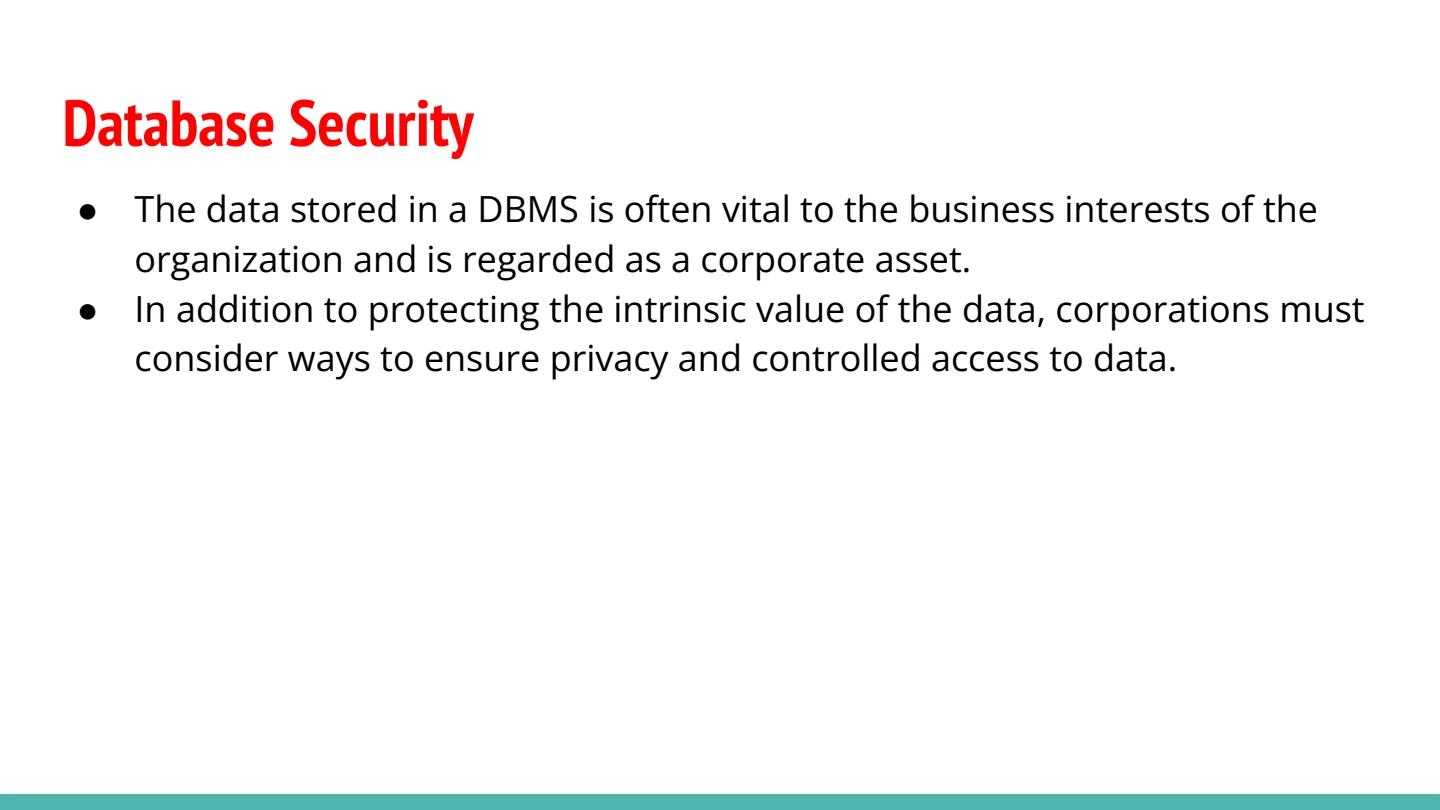 Database Security
● The data stored in a DBMS is often vital to the business interests of the
organization and is regarded as a corporate asset.
● In addition to protecting the intrinsic value of the data, corporations must
consider ways to ensure privacy and controlled access to data.